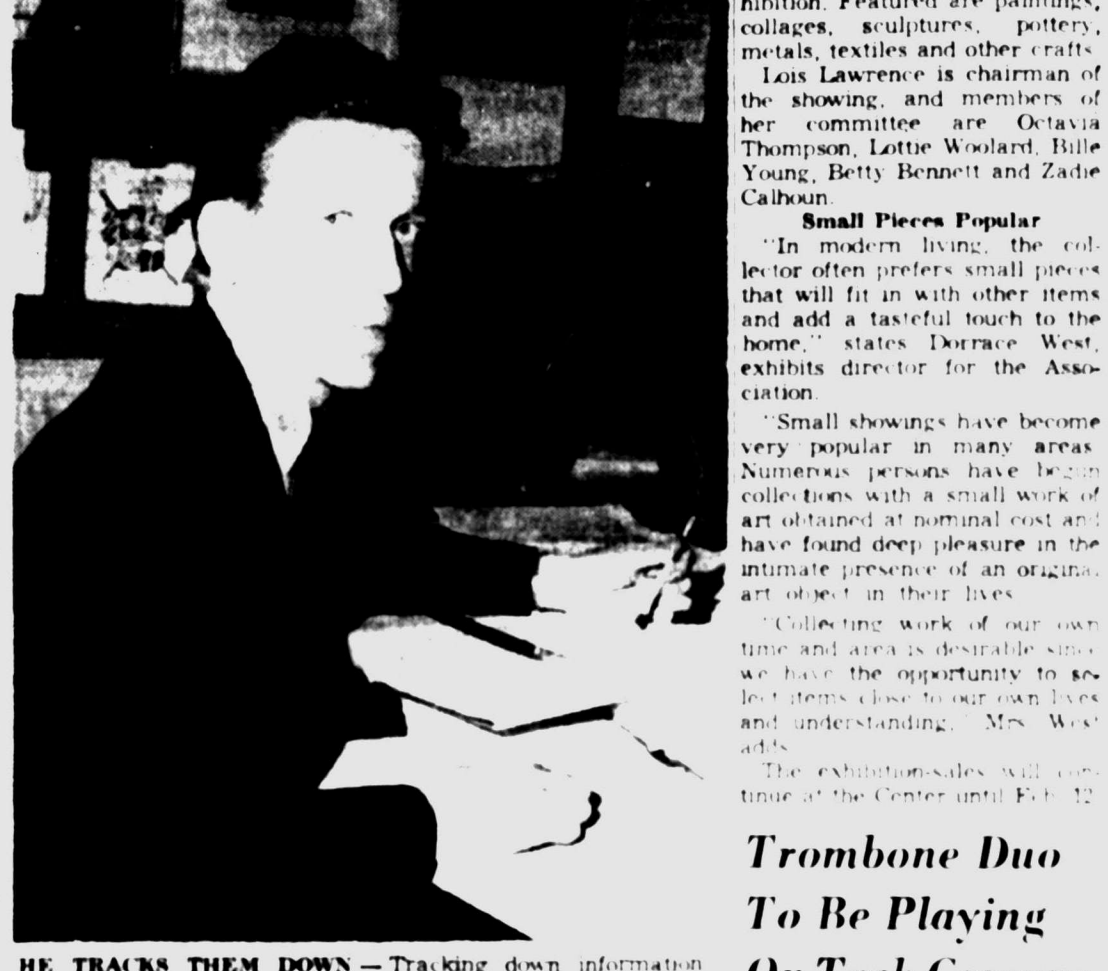 HE TRACKS THEM DOWN — Tracking down information
hibition. Featured are paintings,
collages, sculptures, pottery,
metals, textiles and other crafts
Lois Lawrence is chairman of
the showing, and members of
her committee are Octavia
Thompson, Lottie Woolard, Bille
Young, Betty Bennett and Zadie
Calhoun.
Small Pieces Popular
"In modern living, the col-
lector often prefers small pieces
that will fit in with other items
and add a tasteful touch to the
home," states Dorrace West,
exhibits director for the Asso-
ciation.
"Small showings have become
very popular in many areas
Numerous persons have begun
collections with a small work of
art obtained at nominal cost and
have found deep pleasure in the
intimate presence of an original
art object in their lives
"Collecting work of our own
time and area is desirable since
we have the opportunity to se-
lect items close to our own lives
and understanding," Mrs. West
adds
The exhibition-sales will con-
tinue at the Center until Feb. 12
Trombone Duo
To Be Playing